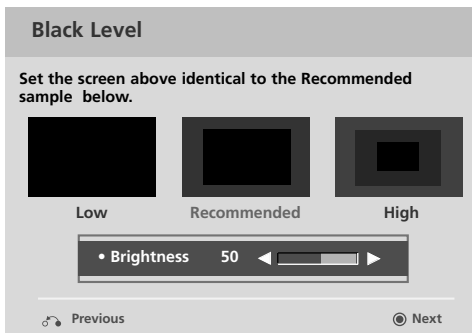 Black Level
Set the screen above identical to the Recommended
sample below.
Low Recommended High
• Brightness 50
Previous Next